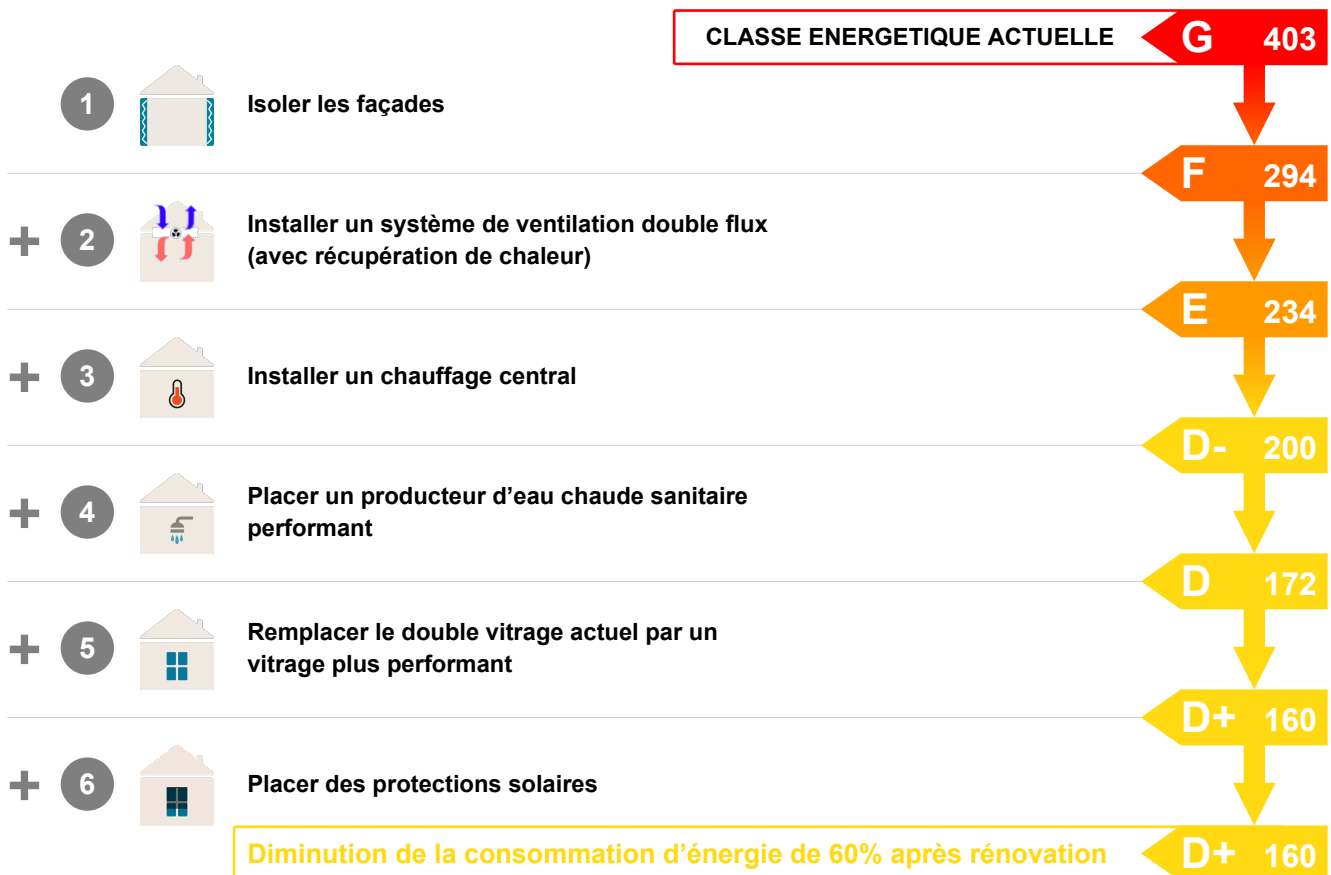 CLASSE ENERGETIQUE ACTUELLE G 403
1 Isoler les façades
F 294
+ 2 Installer un système de ventilation double flux
(avec récupération de chaleur)
E 234
+ 3 Installer un chauffage central
D- 200
+ 4 Placer un producteur d’eau chaude sanitaire
performant
D 172
+ 5 Remplacer le double vitrage actuel par un
vitrage plus performant
D+ 160
+ 6 Placer des protections solaires
Diminution de la consommation d’énergie de 60% après rénovation D+ 160